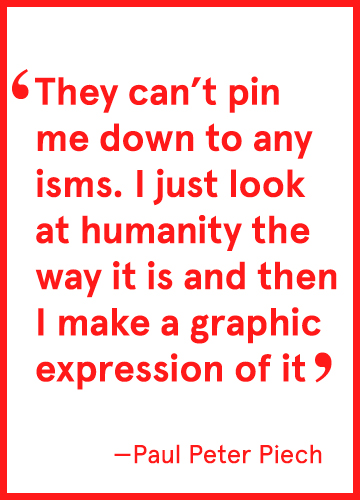 ‘They can’t pin
me down to any
isms. I just look
at humanity the
way it is and then
I make a graphic
expression of it’
—Paul Peter Piech